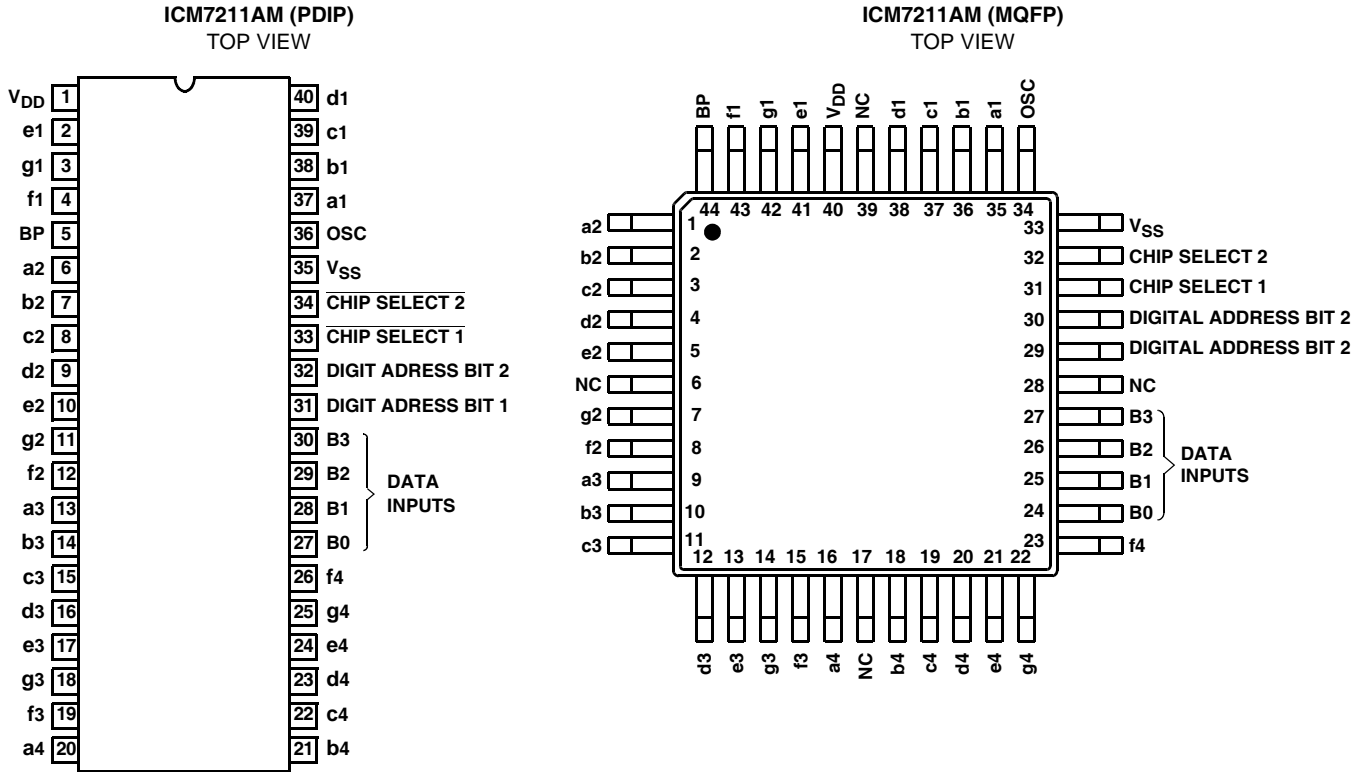 ICM7211AM (PDIP)
TOP VIEW
VDD 1
e1 2
g1 3
f1 4
BP 5
a2 6
b2 7
c2 8
d2 9
e2 10
g2 11
f2 12
a3 13
b3 14
c3 15
d3 16
e3 17
g3 18
f3 19
a4 20
40 d1
39 c1
38 b1
37 a1
36 OSC
35 VSS
34 CHIP SELECT 2
33 CHIP SELECT 1
32 DIGIT ADRESS BIT 2
31 DIGIT ADRESS BIT 1
30 B3
29 B2
28 B1
27 B0
DATA
INPUTS
26 f4
25 g4
24 e4
23 d4
22 c4
21 b4
ICM7211AM (MQFP)
TOP VIEW
BP f1 g1 e1 VDD NC d1 c1 b1 a1 OSC
44 43 42 41 40 39 38 37 36 35 34
a2 1
b2 2
c2 3
d2 4
e2 5
NC 6
g2 7
f2 8
a3 9
b3 10
c3 11
33 VSS
32 CHIP SELECT 2
31 CHIP SELECT 1
30 DIGITAL ADDRESS BIT 2
29 DIGITAL ADDRESS BIT 2
28 NC
27 B3
26 B2
25 B1
24 B0
DATA
INPUTS
23 f4
12 13 14 15 16 17 18 19 20 21 22
d3 e3 g3 f3 a4 NC b4 c4 d4 e4 g4